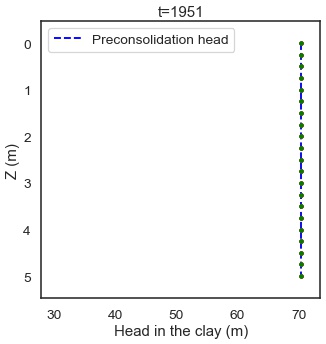 t=1951
Preconsolidation head
0
1
2
3
4
5
Z (m)
30 40 50 60 70
Head in the clay (m)